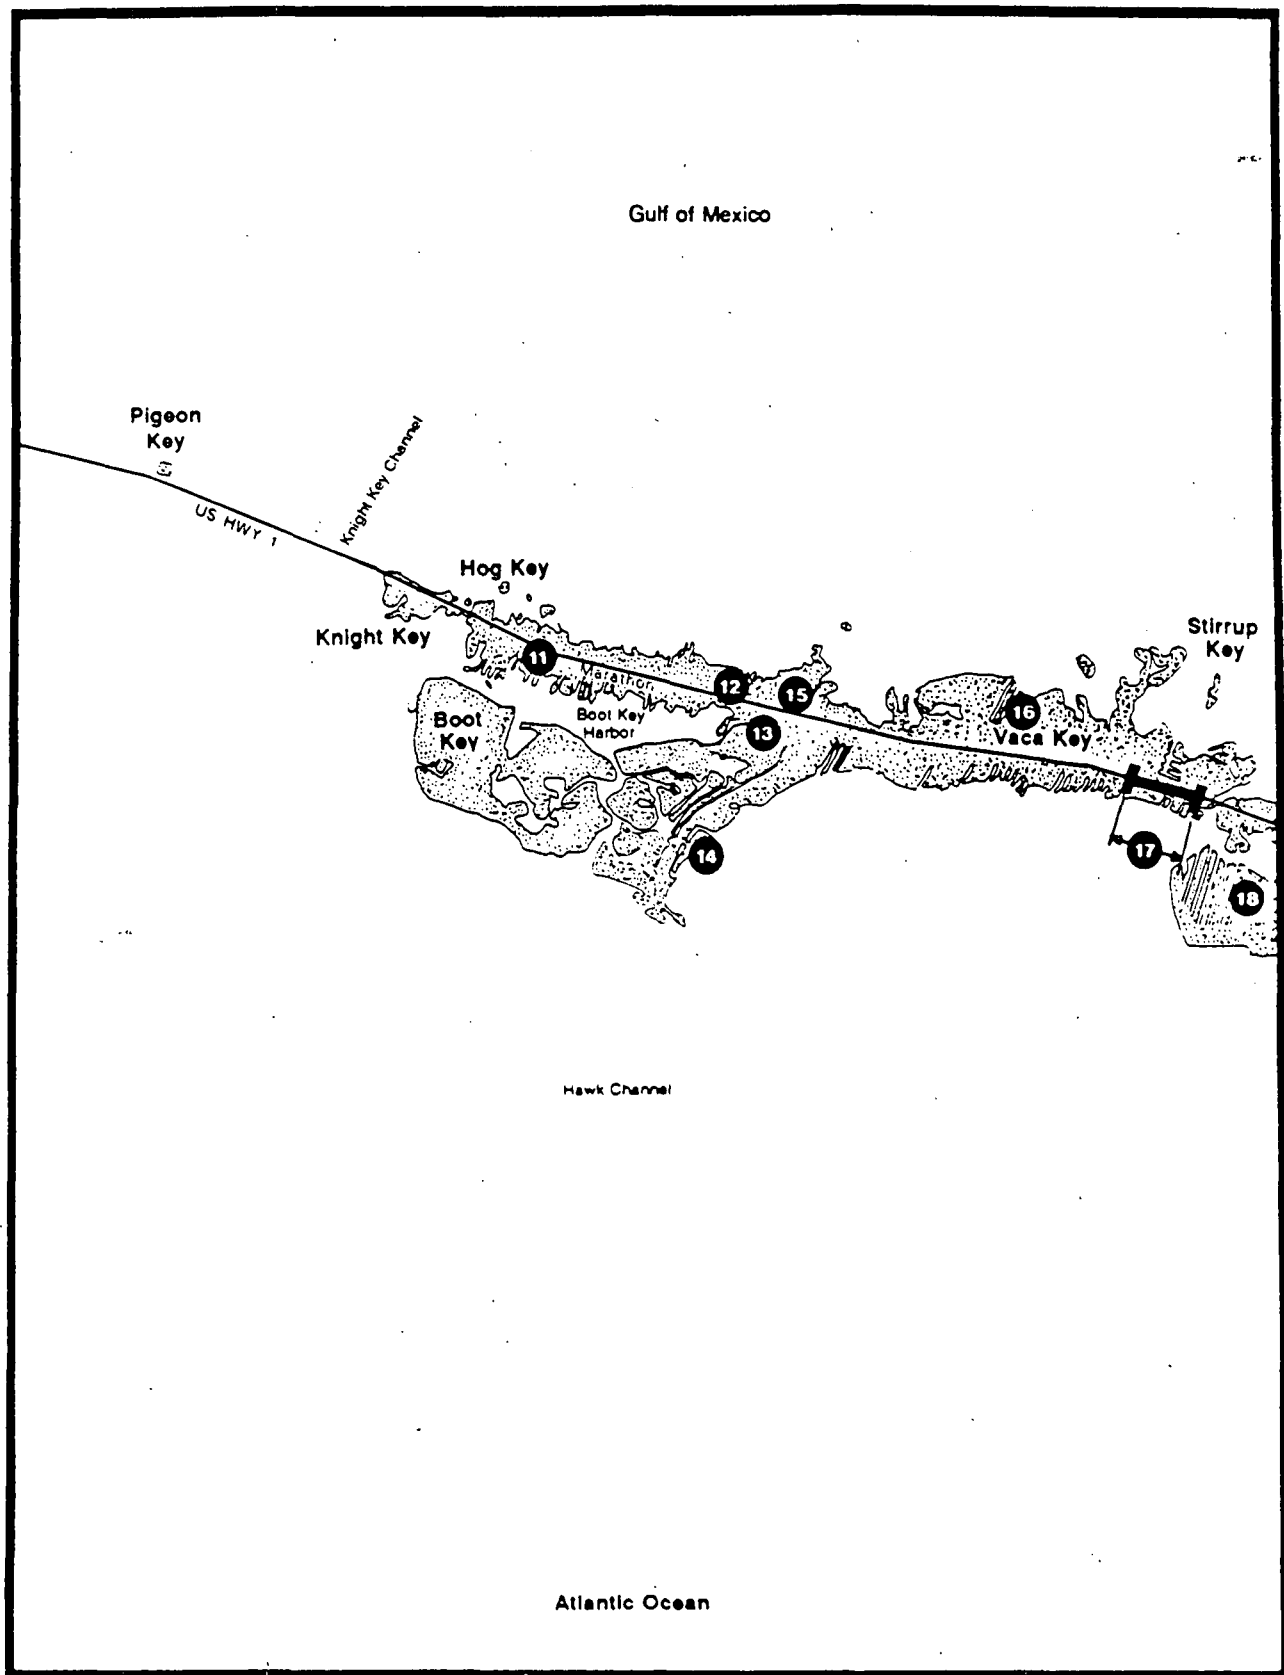 Gulf of Mexico
Pigeon
Key
Knight Key Channel
US HWY 1
Hog Key
Knight Key
Stirrup
Key
11
Marathon
12
15
16
Boot Key
Harbor
13
Vaca Key
Boot
Key
14
17
18
Hawk Channel
Atlantic Ocean